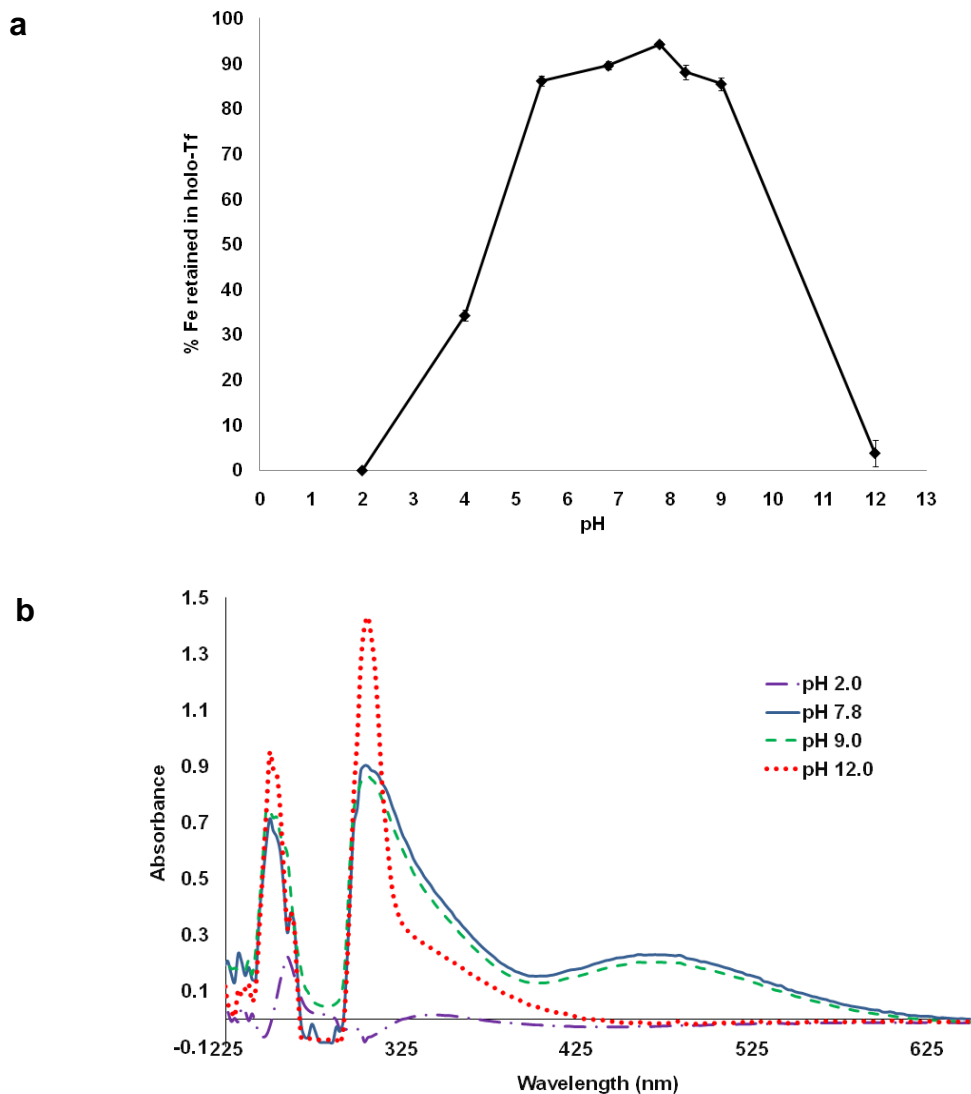 a
100
90
80
70
60
50
40
30
20
10
0
% Fe retained in holo-Tf
0 1 2 3 4 5 6 7 8 9 10 11 12 13
pH
b
1.5
1.3
1.1
0.9
0.7
0.5
0.3
0.1
-0.1
Absorbance
pH 2.0
pH 7.8
pH 9.0
pH 12.0
225 325 425 525 625
Wavelength (nm)